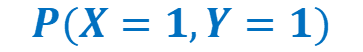 P(X = 1, Y = 1)